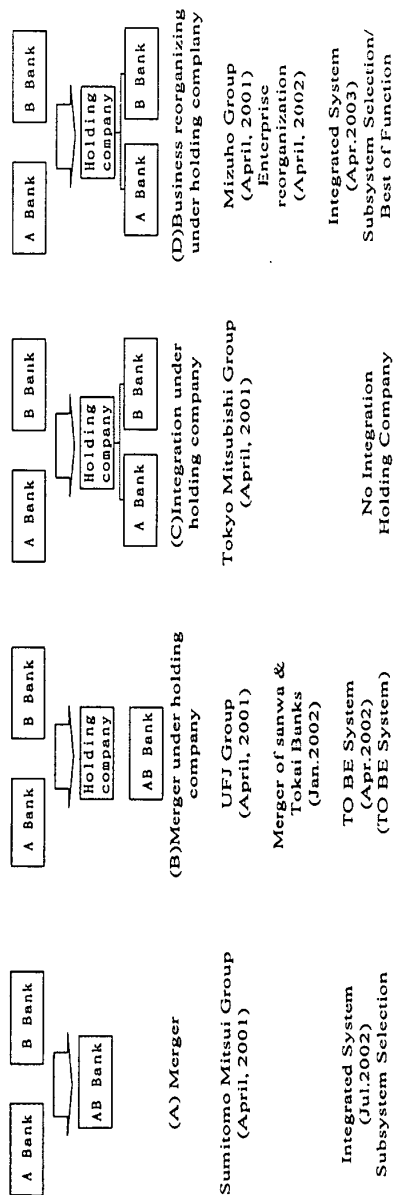 A Bank
B Bank
AB Bank
(A) Merger
Sumitomo Mitsui Group
(April, 2001)
Integrated System
(Jul.2002)
Subsystem Selection
A Bank
B Bank
Holding
company
AB Bank
(B)Merger under holding
company
UFJ Group
(April, 2001)
Merger of sanwa &
Tokai Banks
(Jan.2002)
TO BE System
(Apr.2002)
(TO BE System)
A Bank
B Bank
Holding
company
A Bank
B Bank
(C)Integration under
holding company
Tokyo Mitsubishi Group
(April, 2001)
No Integration
Holding Company
A Bank
B Bank
Holding
company
A Bank
B Bank
(D)Business reorganizing
under holding complany
Mizuho Group
(April, 2001)
Enterprise
reorganization
(April, 2002)
Integrated System
(Apr.2003)
Subsystem Selection/
Best of Function